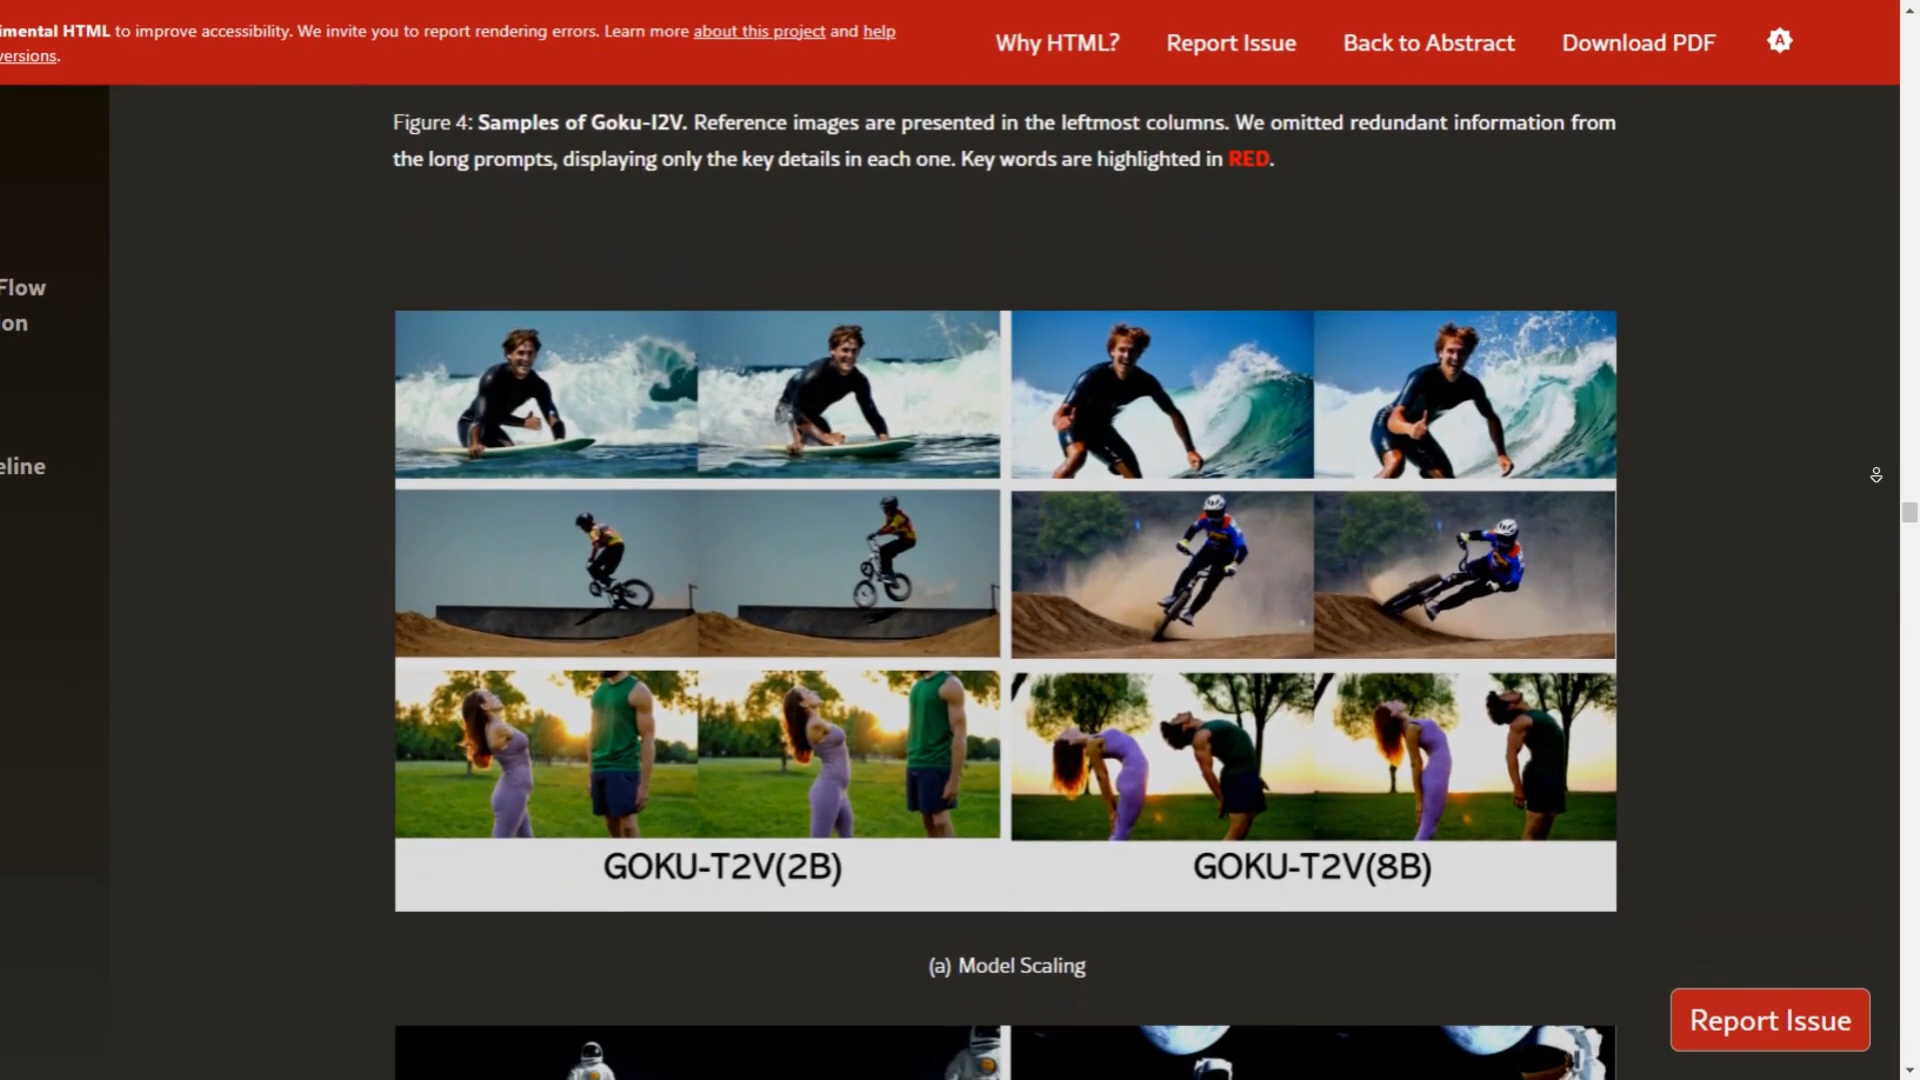 imental HTML to improve accessibility. We invite you to report rendering errors. Learn more about this project and help
versions.
Why HTML?
Report Issue
Back to Abstract
Download PDF
Flow
ion
eline
Figure 4: Samples of Goku-I2V. Reference images are presented in the leftmost columns. We omitted redundant information from
the long prompts, displaying only the key details in each one. Key words are highlighted in RED.
GOKU-T2V(2B)
GOKU-T2V(8B)
(a) Model Scaling
Report Issue